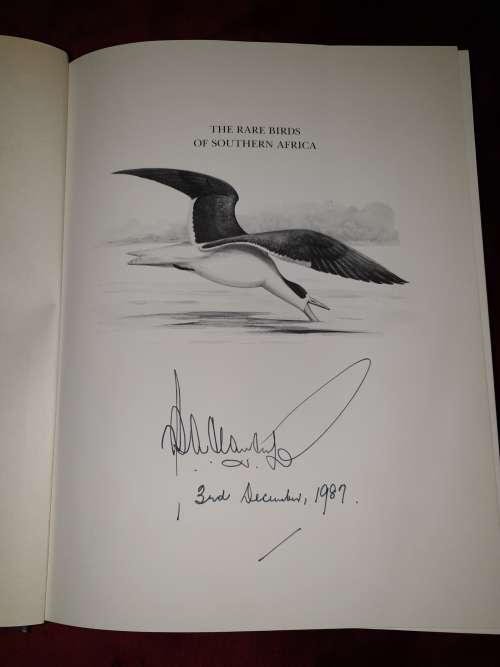 THE RARE BIRDS
OF SOUTHERN AFRICA
3rd December, 1987.